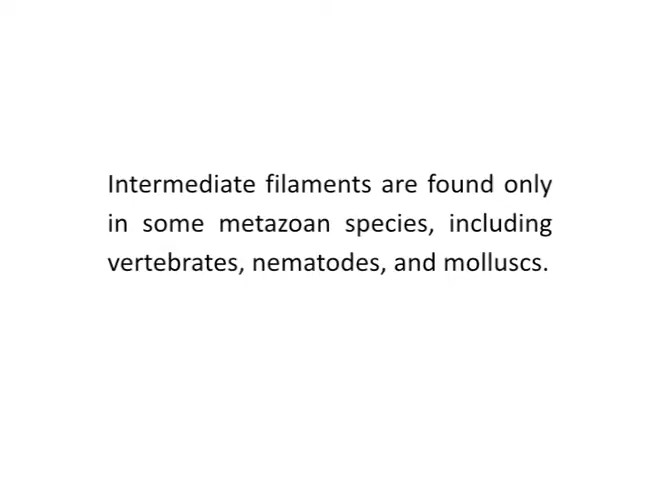 Intermediate filaments are found only
in some metazoan species, including
vertebrates, nematodes, and molluscs.